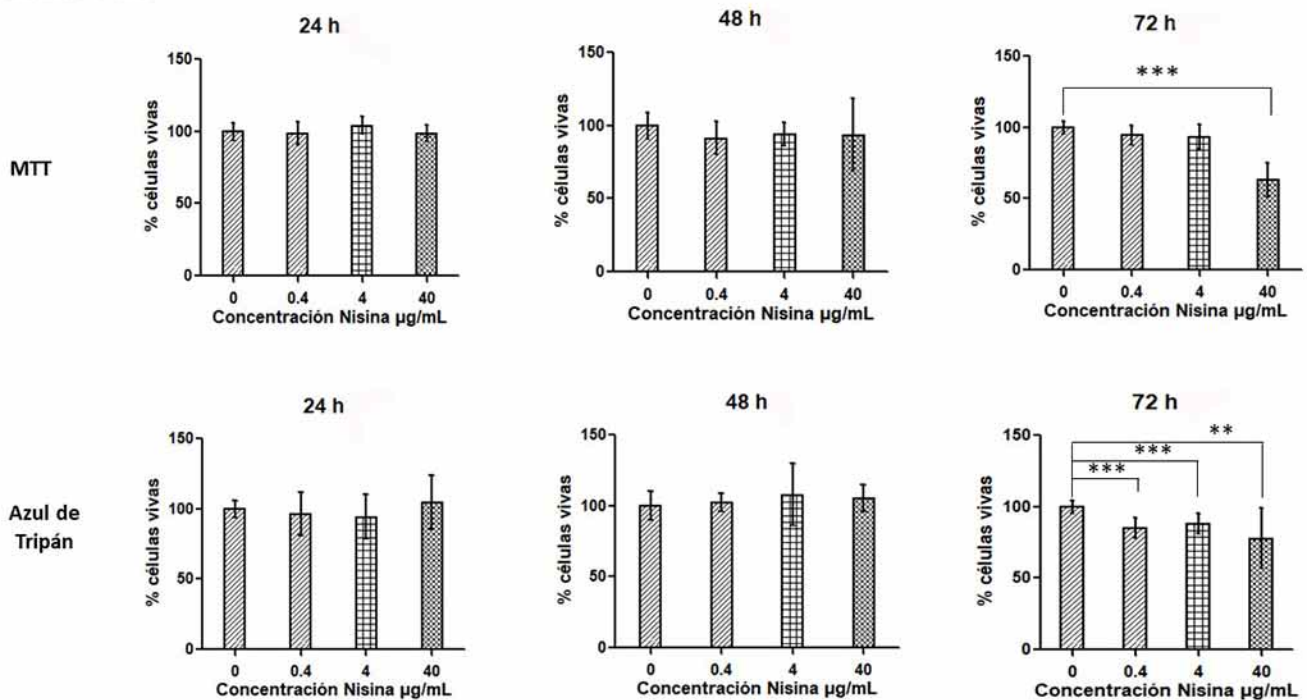 24 h
48 h
72 h
MTT
% células vivas
150
100
50
0
0 0.4 4 40
Concentración Nisina µg/mL
% células vivas
150
100
50
0
0 0.4 4 40
Concentración Nisina µg/mL
% células vivas
150
100
50
0
***
0 0.4 4 40
Concentración Nisina µg/mL
24 h
48 h
72 h
Azul de
Tripán
% células vivas
150
100
50
0
0 0.4 4 40
Concentración Nisina µg/mL
% células vivas
150
100
50
0
0 0.4 4 40
Concentración Nisina µg/mL
% células vivas
150
100
50
0
**
***
***
0 0.4 4 40
Concentración Nisina µg/mL